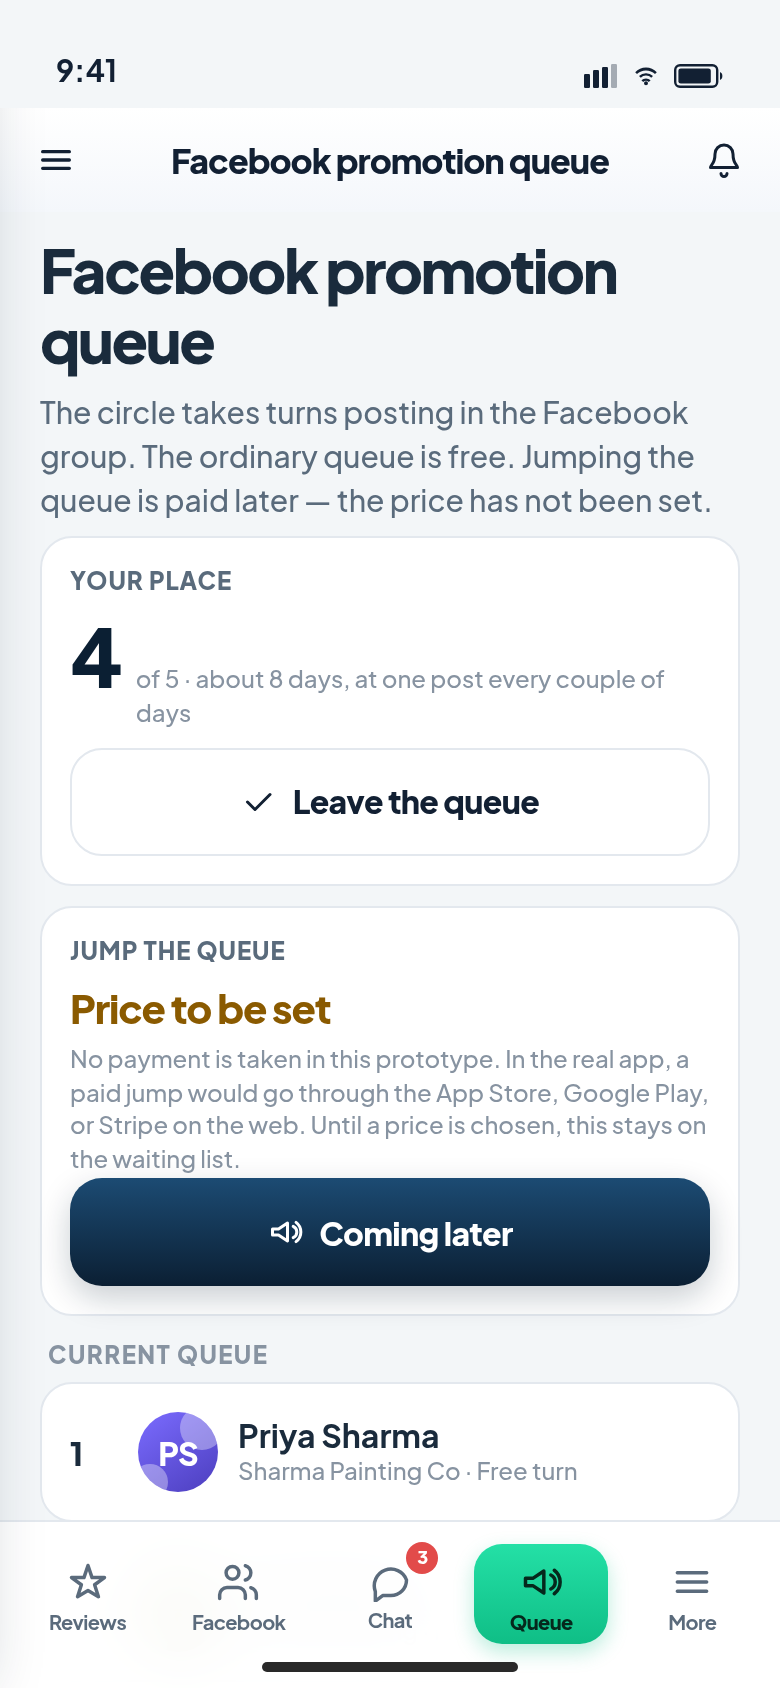 9:41
Facebook promotion queue
Facebook promotion
queue
The circle takes turns posting in the Facebook
group. The ordinary queue is free. Jumping the
queue is paid later — the price has not been set.
YOUR PLACE
4 of 5 · about 8 days, at one post every couple of
days
Leave the queue
JUMP THE QUEUE
Price to be set
No payment is taken in this prototype. In the real app, a
paid jump would go through the App Store, Google Play,
or Stripe on the web. Until a price is chosen, this stays on
the waiting list.
Coming later
CURRENT QUEUE
1
PS
Priya Sharma
Sharma Painting Co · Free turn
3
Reviews
Facebook
Chat
Queue
More